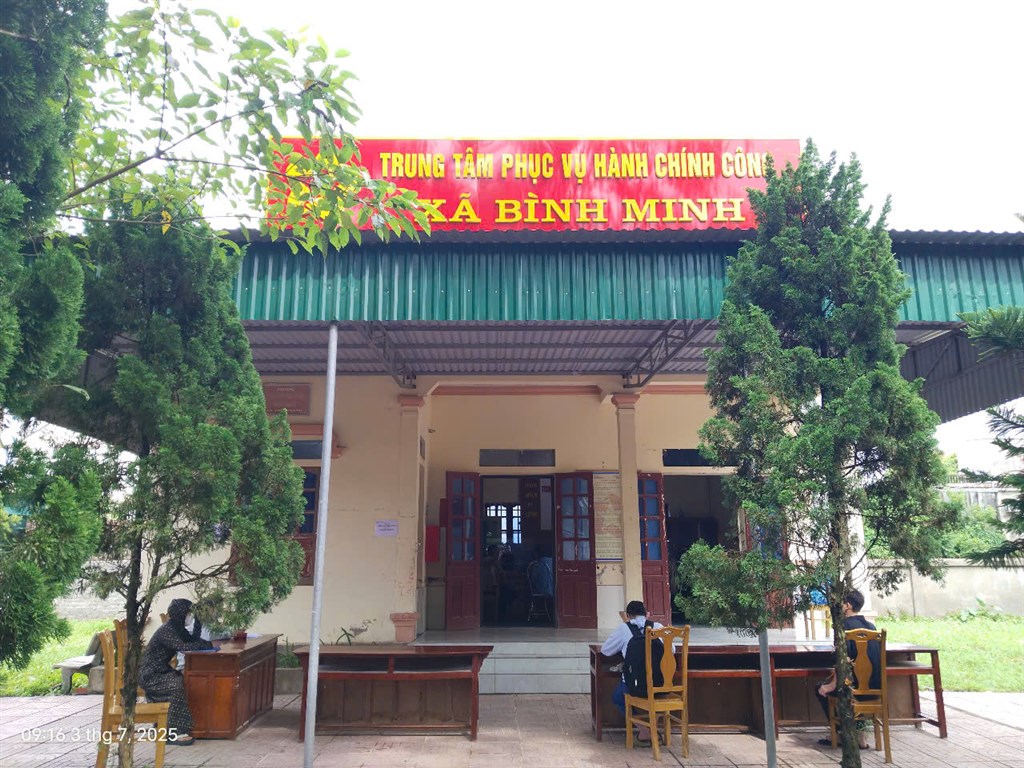 TRUNG TÂM PHỤC VỤ HÀNH CHÍNH CÔNG
XÃ BÌNH MINH
09:16 3 thg 7, 2025